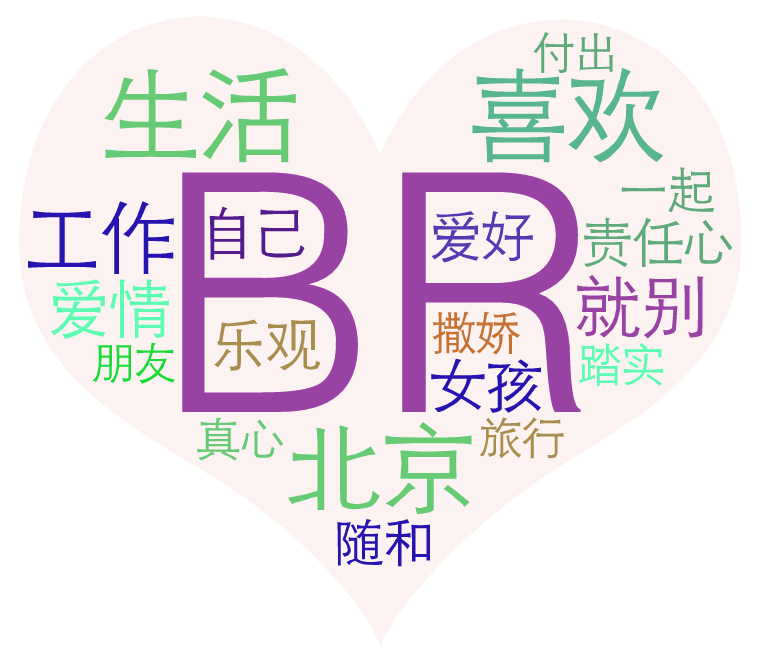 付出
生活
喜欢
BR
一起
工作
自己
爱好
责任心
爱情
就别
乐观
撒娇
朋友
女孩
踏实
真心
北京
旅行
随和